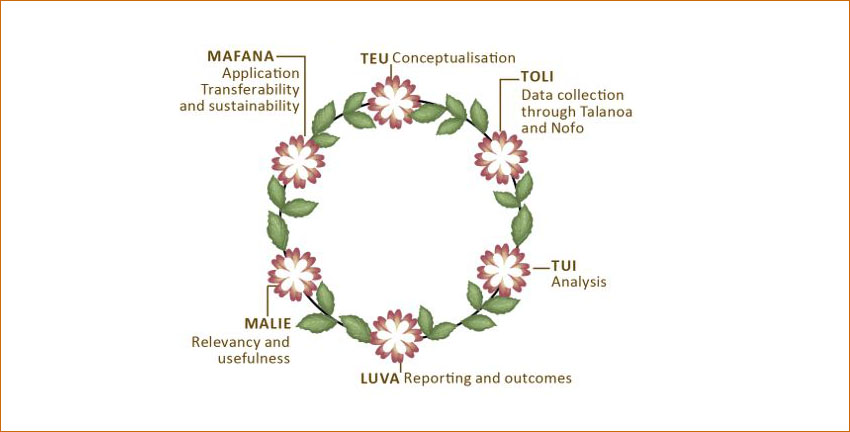 TEU Conceptualisation
TOLI
Data collection
through Talanoa
and Nofo
TUI
Analysis
LUVA Reporting and outcomes
MALIE
Relevancy and
usefulness
MAFANA
Application
Transferability
and sustainability